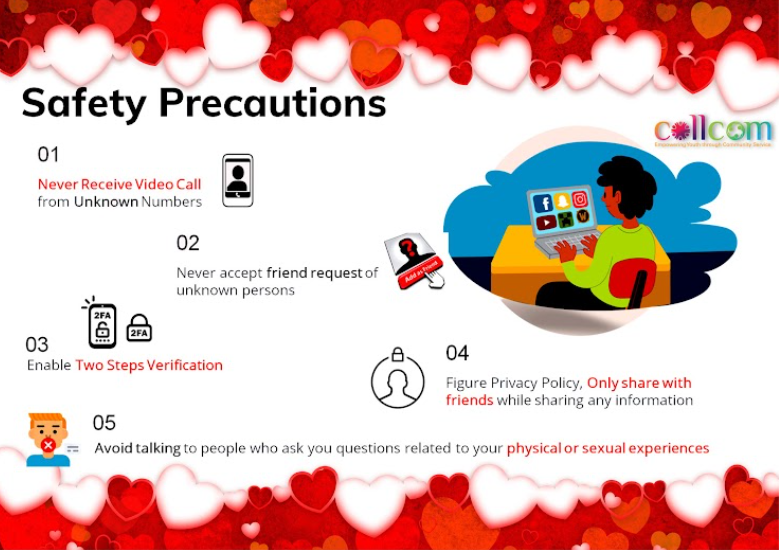 Safety Precautions
collcom
Empowering Youth through Community Service
01
Never Receive Video Call
from Unknown Numbers
02
Never accept friend request of
unknown persons
?
Add as Friend
2FA
2FA
03
Enable Two Steps Verification
04
Figure Privacy Policy, Only share with
friends while sharing any information
05
Avoid talking to people who ask you questions related to your physical or sexual experiences